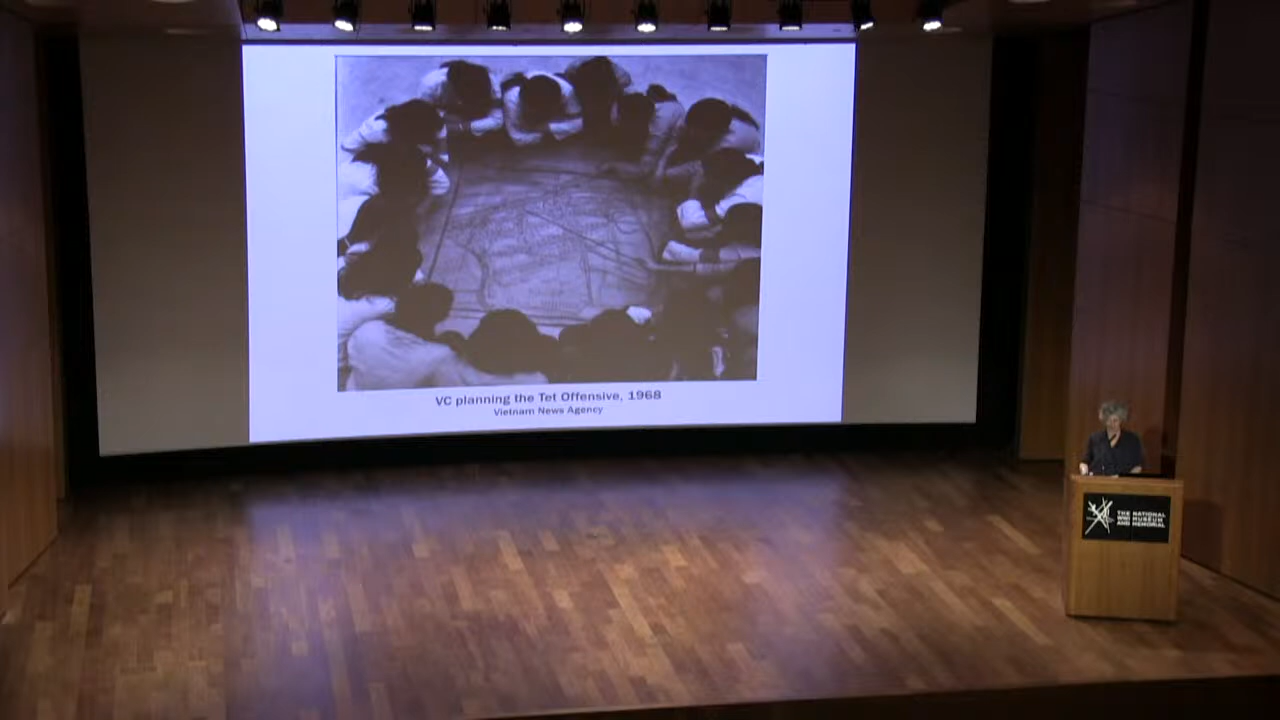 VC planning the Tet Offensive, 1968
Vietnam News Agency
THE NATIONAL
WWI MUSEUM
AND MEMORIAL